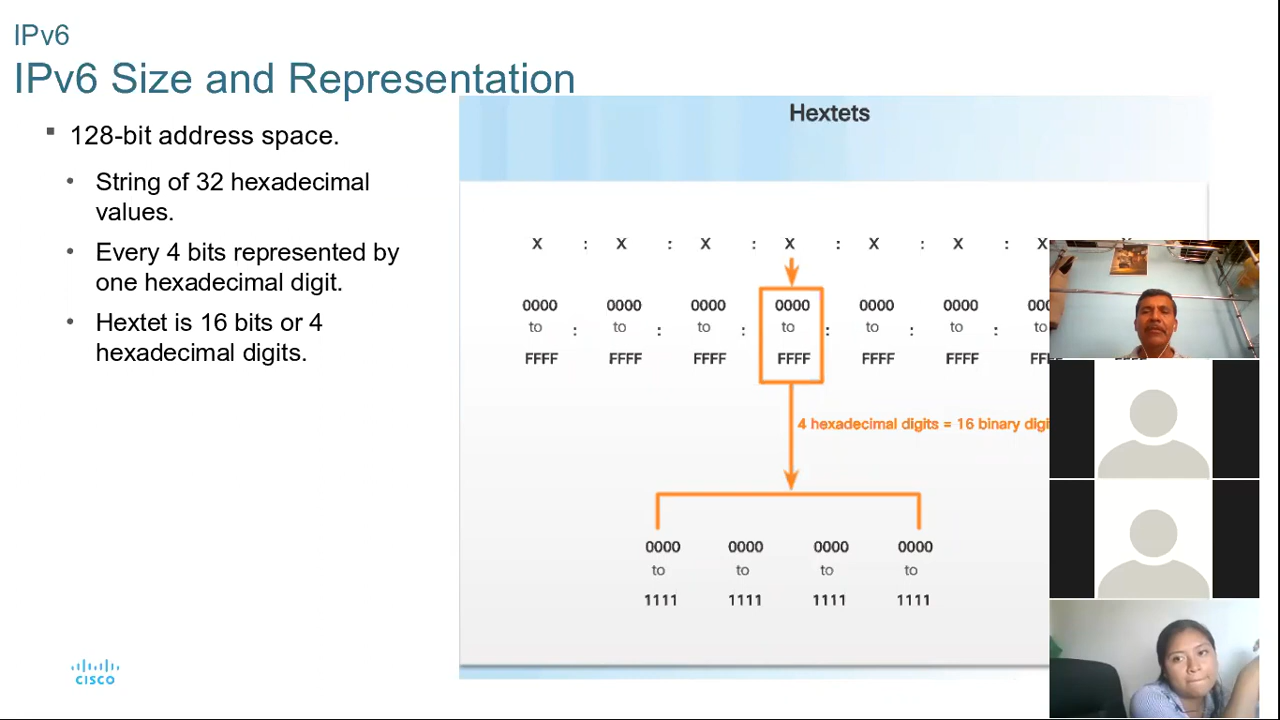 IPv6
IPv6 Size and Representation
Hextets
▪ 128-bit address space.
• String of 32 hexadecimal
values.
• Every 4 bits represented by
one hexadecimal digit.
• Hextet is 16 bits or 4
hexadecimal digits.
X : X : X : X : X : X : X
0000 0000 0000 0000 0000 0000
to : to : to : to : to : to : to
FFFF FFFF FFFF FFFF FFFF FFFF
4 hexadecimal digits = 16 binary
0000 0000 0000 0000
to to to to
1111 1111 1111 1111
CISCO